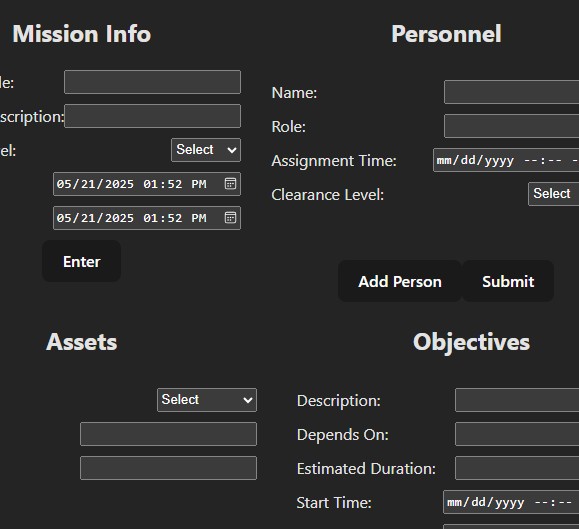 Mission Info
le:
scription:
el:
Select
05/21/2025 01:52 PM
05/21/2025 01:52 PM
Enter
Personnel
Name:
Role:
Assignment Time:
mm/dd/yyyy --:-- -
Clearance Level:
Select
Add Person
Submit
Assets
Select
Objectives
Description:
Depends On:
Estimated Duration:
Start Time:
mm/dd/yyyy --:--